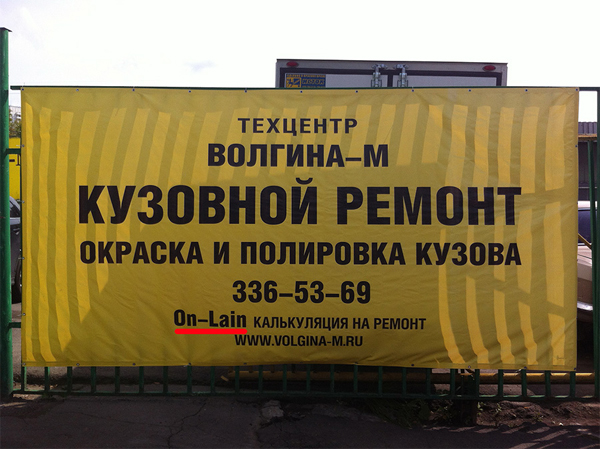 ТЕХЦЕНТР
ВОЛГИНА-М
КУЗОВНОЙ РЕМОНТ
ОКРАСКА И ПОЛИРОВКА КУЗОВА
336-53-69
On-Lain КАЛЬКУЛЯЦИЯ НА РЕМОНТ
WWW.VOLGINA-M.RU